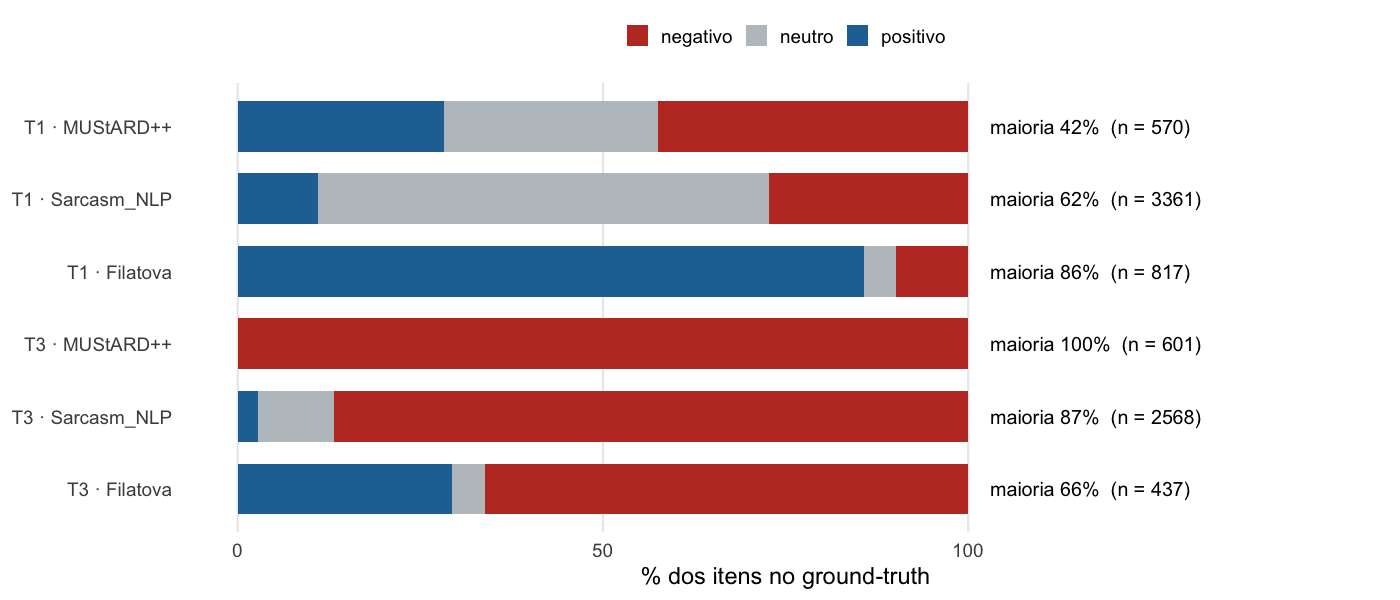 negativo neutro positivo
T1 · MUStARD++ maioria 42% (n = 570)
T1 · Sarcasm_NLP maioria 62% (n = 3361)
T1 · Filatova maioria 86% (n = 817)
T3 · MUStARD++ maioria 100% (n = 601)
T3 · Sarcasm_NLP maioria 87% (n = 2568)
T3 · Filatova maioria 66% (n = 437)
0 50 100
% dos itens no ground-truth